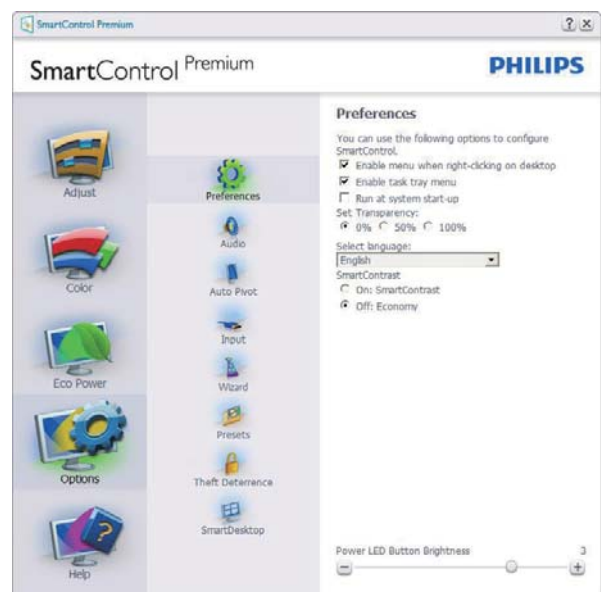 SmartControl Premium
SmartControl Premium
PHILIPS
Adjust
Color
Eco Power
Options
Help
Preferences
Audio
Auto Pivot
Input
Wizard
Presets
Theft Deterrence
SmartDesktop
Preferences
You can use the following options to configure
SmartControl.
Enable menu when right-clicking on desktop
Enable task tray menu
Run at system start-up
Set Transparency:
0% 50% 100%
Select language:
English
SmartContrast
On: SmartContrast
Off: Economy
Power LED Button Brightness 3